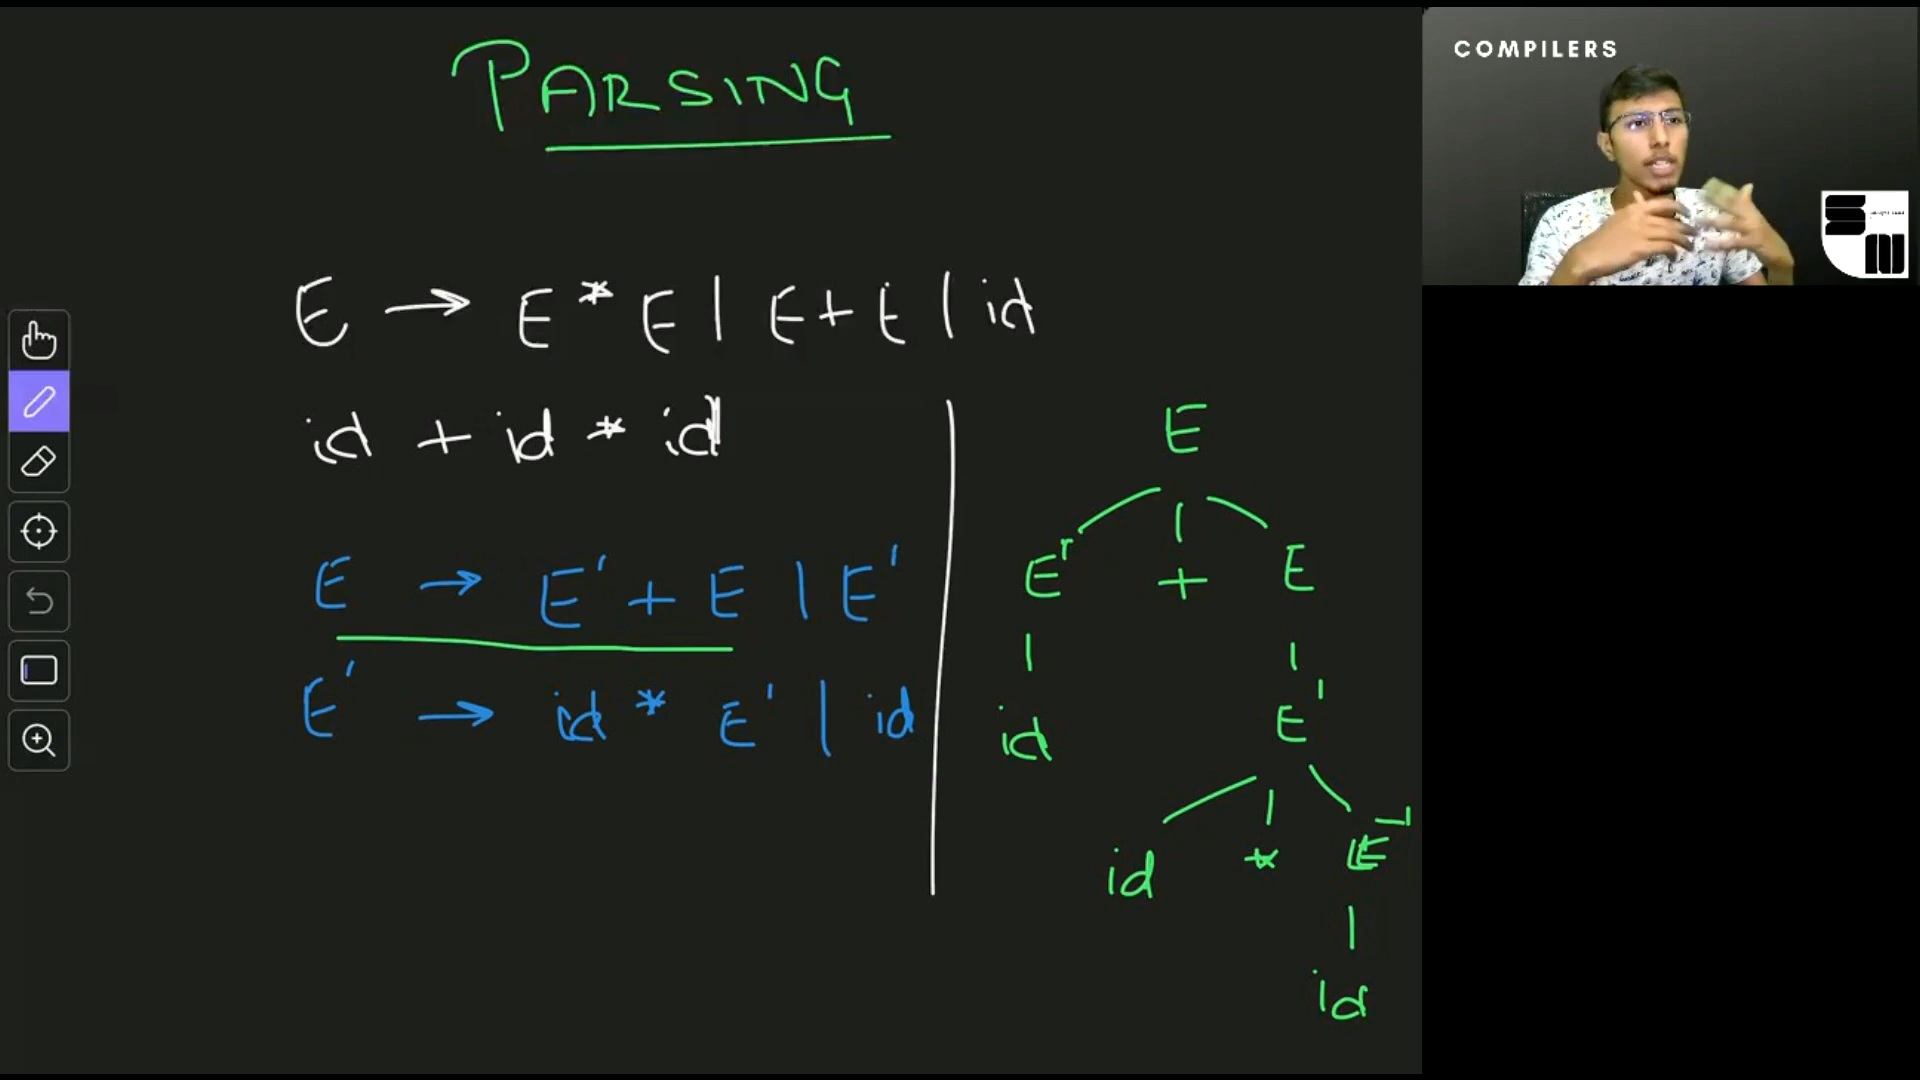 PARSING
COMPILERS
E → E * E | E + E | id
id + id * id
E → E' + E | E'
E' → id * E' | id
E
E' + E
id E'
id * E'
id